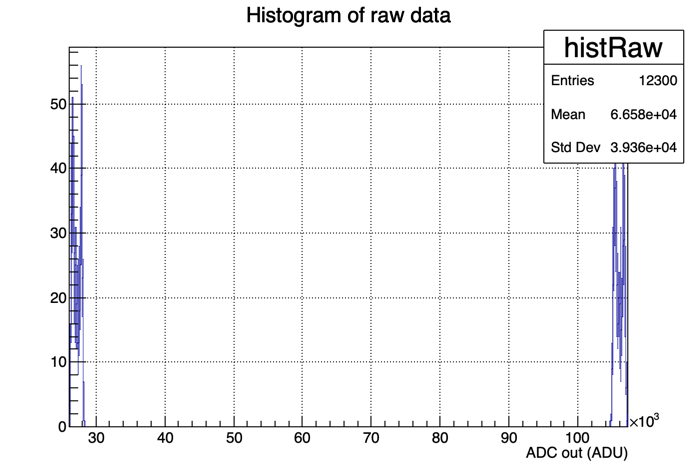 Histogram of raw data
histRaw
Entries 12300
Mean 6.658e+04
Std Dev 3.936e+04
50
40
30
20
10
0
30 40 50 60 70 80 90 100
×10³
ADC out (ADU)